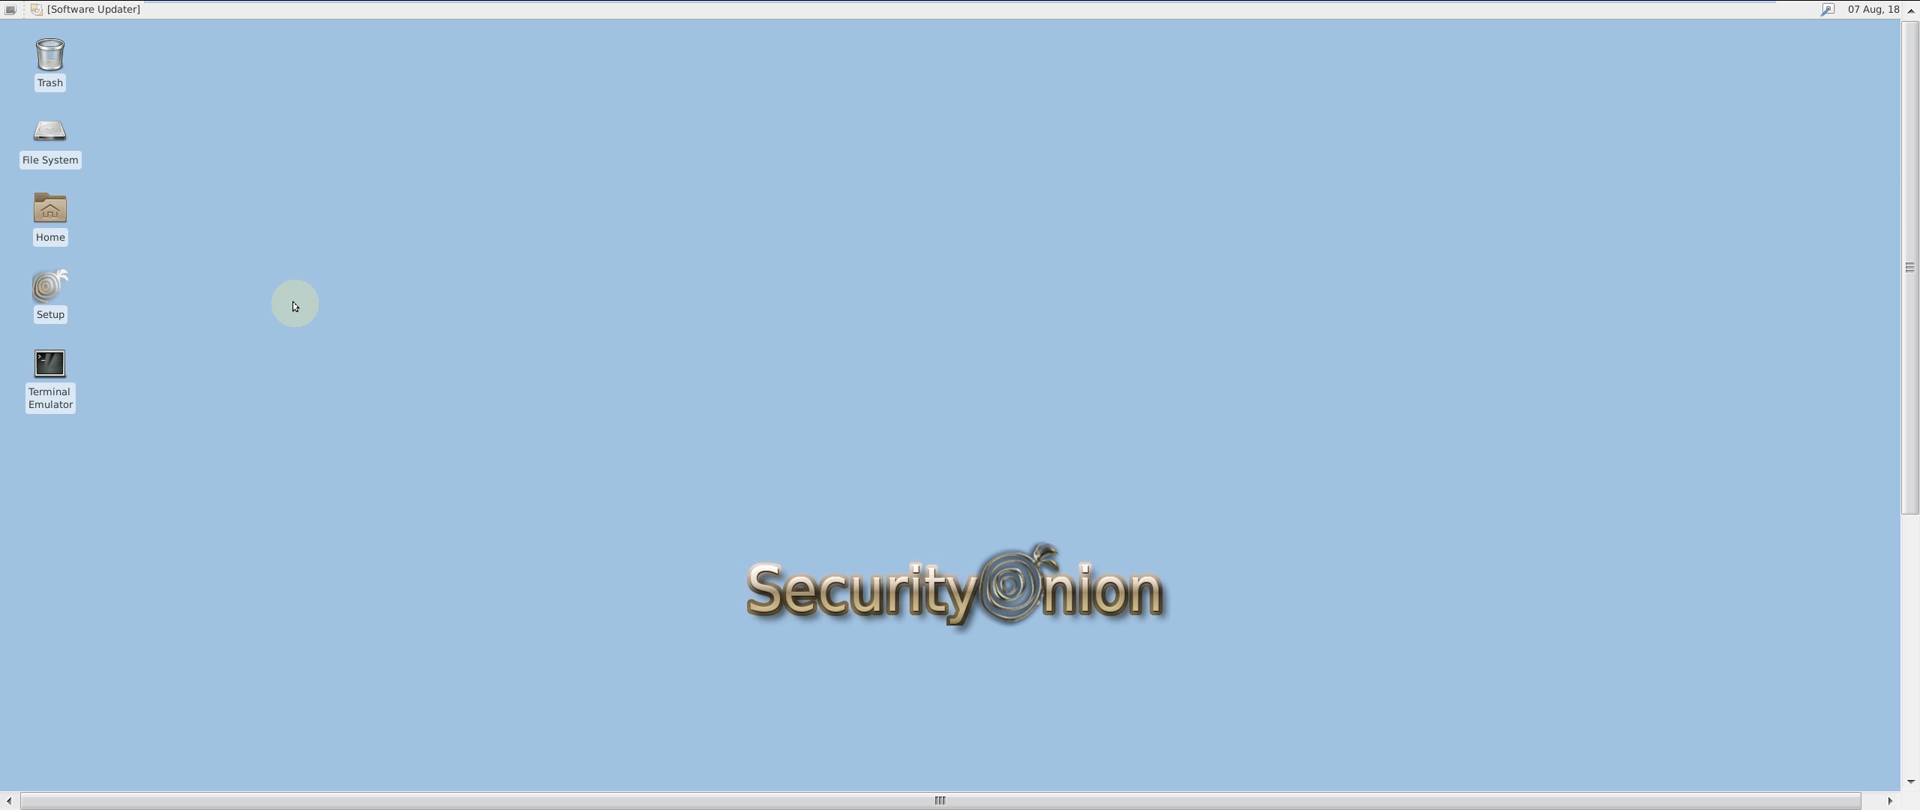 [Software Updater]
07 Aug, 18
Trash
File System
Home
Setup
Terminal
Emulator
SecurityOnion